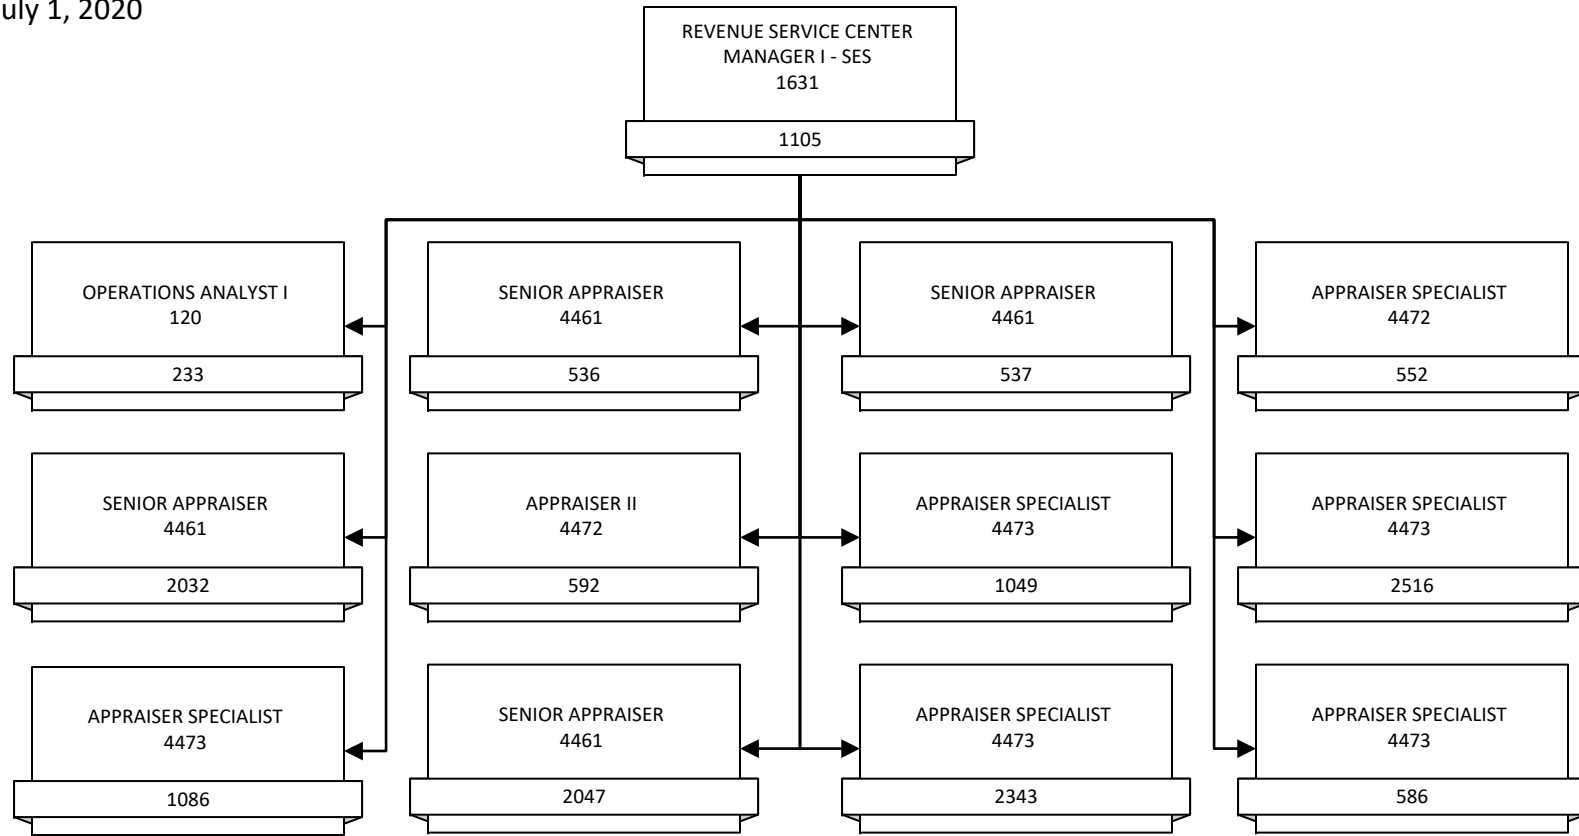 uly 1, 2020
REVENUE SERVICE CENTER
MANAGER I - SES
1631
1105
OPERATIONS ANALYST I
120
233
SENIOR APPRAISER
4461
536
SENIOR APPRAISER
4461
537
APPRAISER SPECIALIST
4472
552
SENIOR APPRAISER
4461
2032
APPRAISER II
4472
592
APPRAISER SPECIALIST
4473
1049
APPRAISER SPECIALIST
4473
2516
APPRAISER SPECIALIST
4473
1086
SENIOR APPRAISER
4461
2047
APPRAISER SPECIALIST
4473
2343
APPRAISER SPECIALIST
4473
586